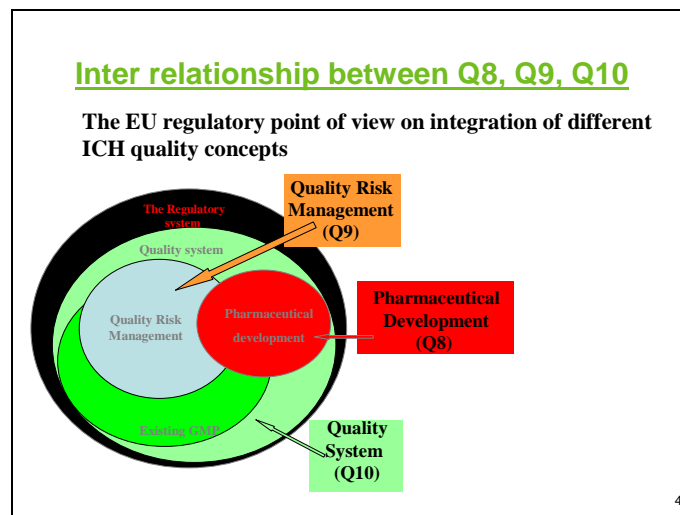 Inter relationship between Q8, Q9, Q10
The EU regulatory point of view on integration of different
ICH quality concepts
Quality Risk
Management
(Q9)
The Regulatory
system
Quality system
Quality Risk
Management
Pharmaceutical
development
Pharmaceutical
Development
(Q8)
Existing GMP
Quality
System
(Q10)
4